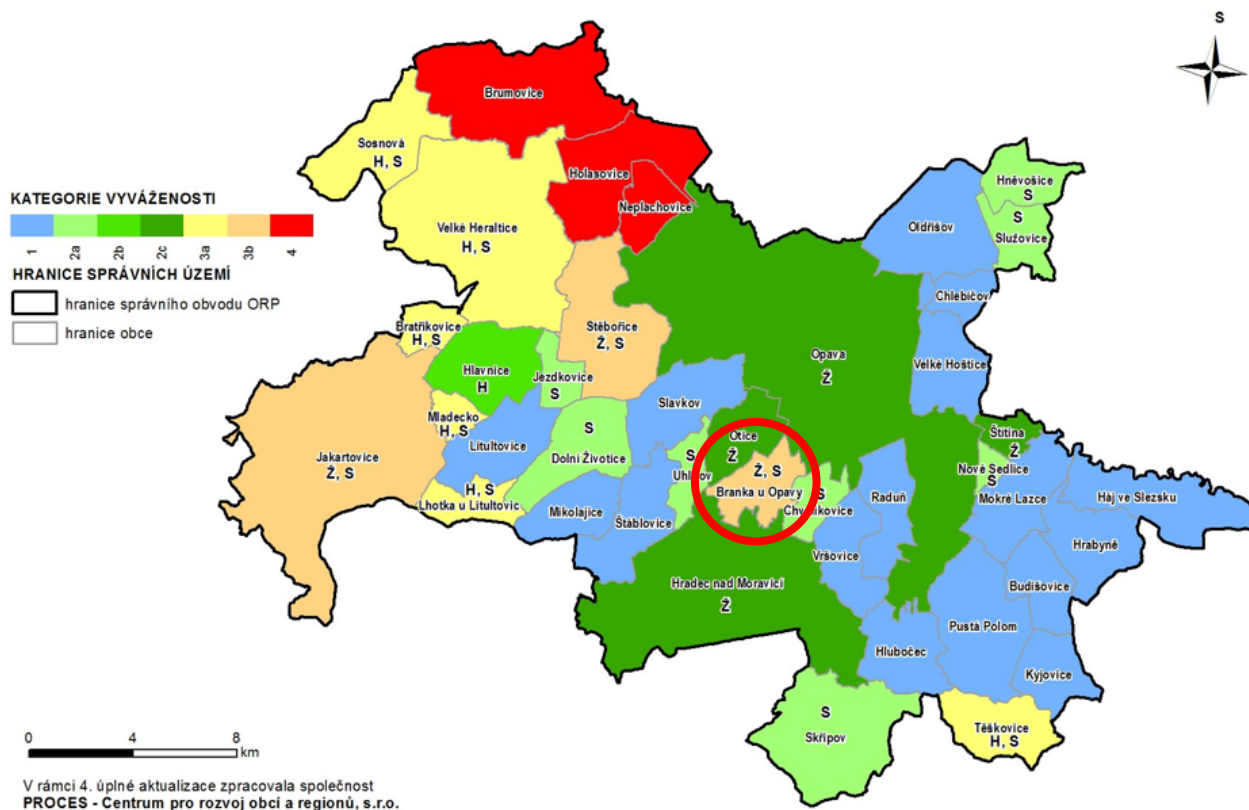 S
Brumovice
Sosnová
H, S
Holasovice
Neplachovice
Hněvošice
S
S
Služovice
KATEGORIE VYVÁŽENOSTI
1 2a 2b 2c 3a 3b 4
HRANICE SPRÁVNÍCH ÚZEMÍ
hranice správního obvodu ORP
hranice obce
Velké Heraltice
H, S
Oldřišov
Chlebičov
Bratříkovice
H, S
Stěbořice
Ž, S
Opava
Ž
Velké Hoštice
Hlavnice
H
Jezdkovice
S
Slavkov
Mladecko
H, S
Litultovice
S
Dolní Životice
Otice
Ž
Štítina
Ž
Jakartovice
Ž, S
H, S
Lhotka u Litultovic
S
Ž, S
Branka u Opavy
S
Raduň
Nové Sedlice
S
Mokré Lazce
Háj ve Slezsku
Mikolajice
Štáblovice
Vršovice
Hrabyně
Hradec nad Moravicí
Ž
Budišovice
Pustá Polom
Hlubočec
Kyjovice
S
Skřipov
Těškovice
H, S
0 4 8
km
V rámci 4. úplné aktualizace zpracovala společnost
PROCES - Centrum pro rozvoj obcí a regionů, s.r.o.